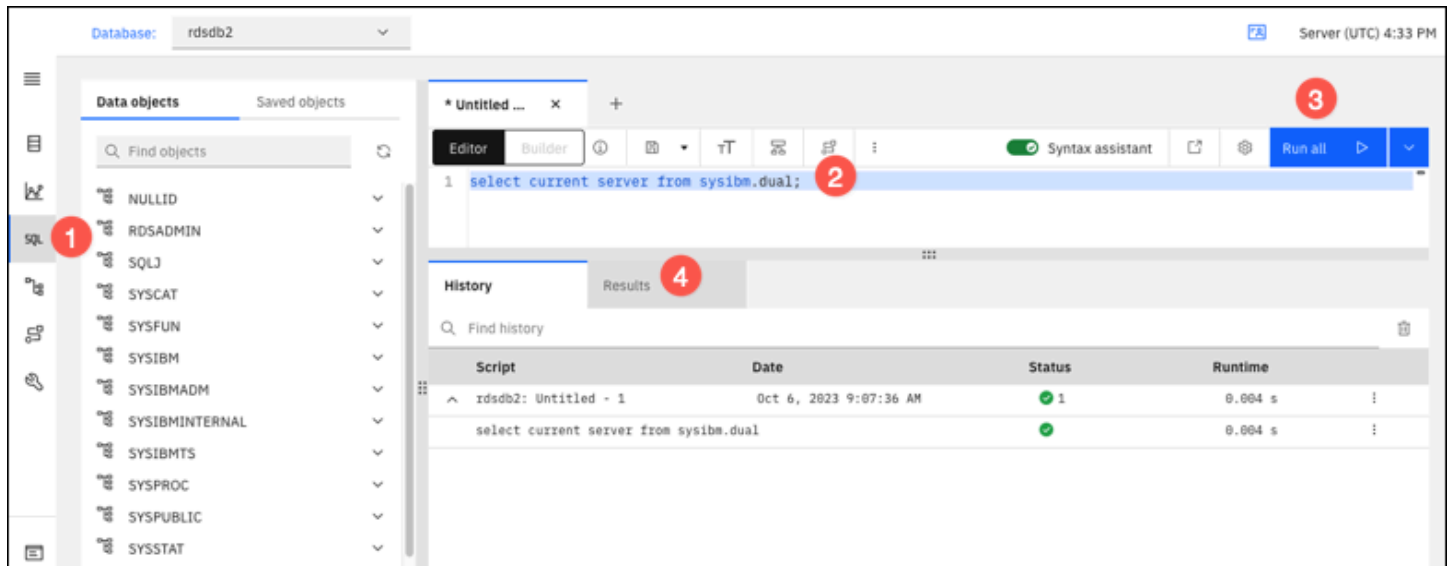 Database: rdsdb2
Server (UTC) 4:33 PM
Data objects Saved objects
Find objects
SQL
1
NULLID
RDSADMIN
SQLJ
SYSCAT
SYSFUN
SYSIBM
SYSIBMADM
SYSIBMINTERNAL
SYSIBMTS
SYSPROC
SYSPUBLIC
SYSSTAT
* Untitled ... × +
3
Editor Builder Syntax assistant Run all
1 select current server from sysibm.dual;
2
History Results
4
Find history
Script Date Status Runtime
rdsdb2: Untitled - 1 Oct 6, 2023 9:07:36 AM 1 0.004 s
select current server from sysibm.dual 0.004 s